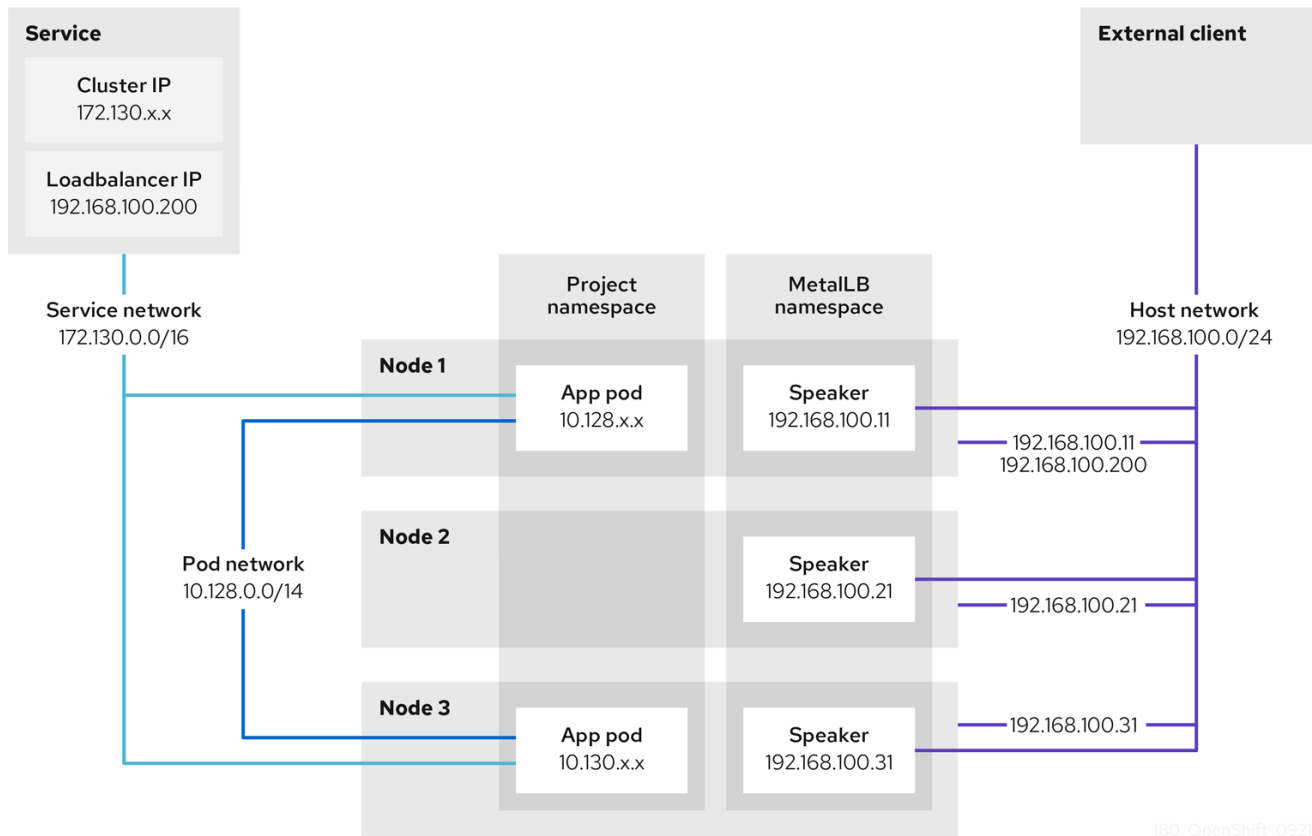 Service
Cluster IP
172.130.x.x
Loadbalancer IP
192.168.100.200
External client
Service network
172.130.0.0/16
Project
namespace
MetalLB
namespace
Host network
192.168.100.0/24
Node 1
App pod
10.128.x.x
Speaker
192.168.100.11
192.168.100.11
192.168.100.200
Node 2
Speaker
192.168.100.21
192.168.100.21
Pod network
10.128.0.0/14
Node 3
App pod
10.130.x.x
Speaker
192.168.100.31
192.168.100.31
180_OpenShift_0921